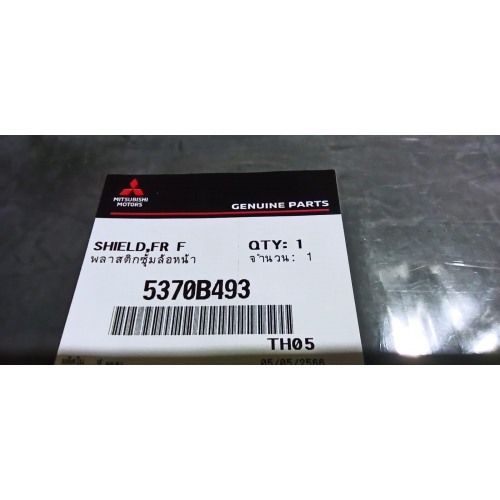 MITSUBISHI
MOTORS
GENUINE PARTS
SHIELD,FR F QTY: 1
พลาสติกซุ้มล้อหน้า จำนวน: 1
5370B493
TH05
05/05/2566